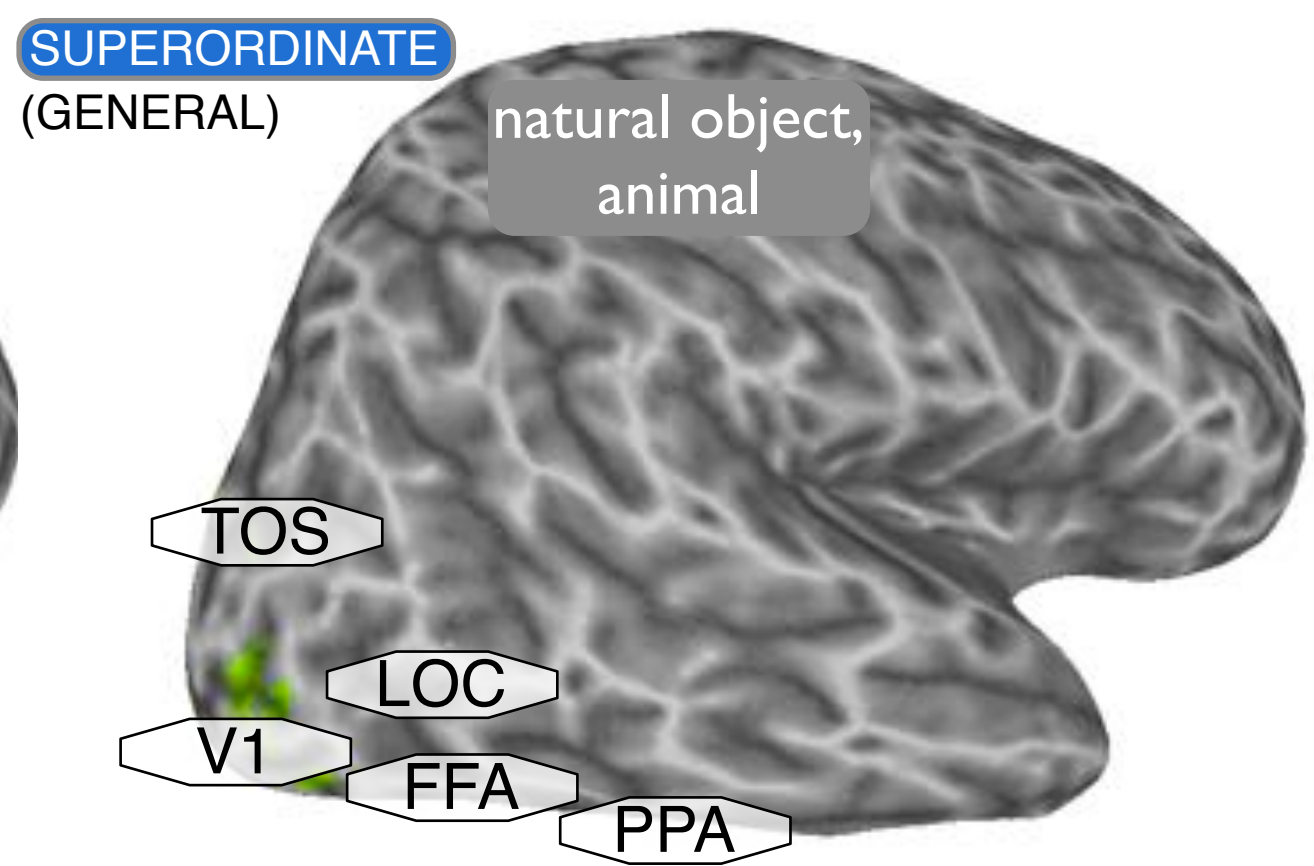 SUPERORDINATE
(GENERAL)
natural object,
animal
TOS
LOC
V1
FFA
PPA